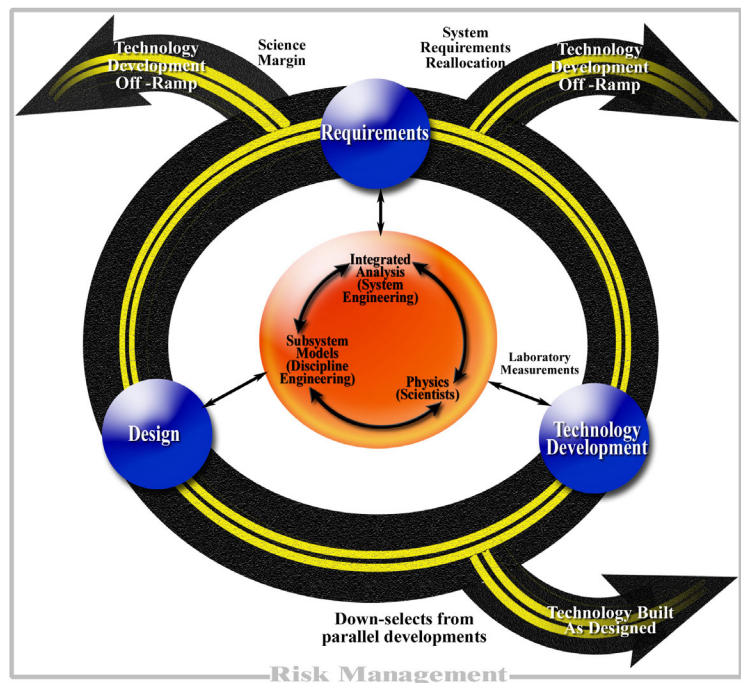 Technology
Development
Off -Ramp
Science
Margin
System
Requirements
Reallocation
Technology
Development
Off -Ramp
Requirements
Integrated
Analysis
(System
Engineering)
Subsystem
Models
(Discipline
Engineering)
Physics
(Scientists)
Laboratory
Measurements
Design
Technology
Development
Down-selects from
parallel developments
Technology Built
As Designed
Risk Management